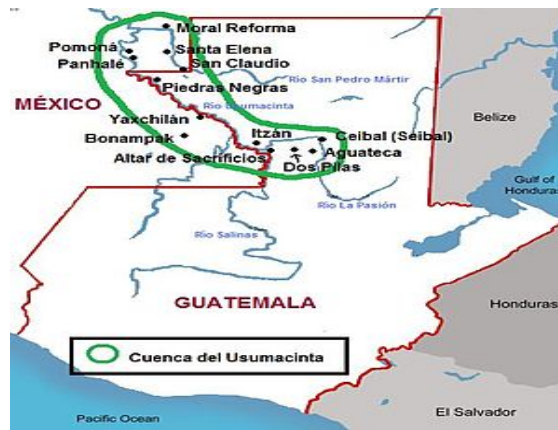 Moral Reforma
Pomoná
Santa Elena
Panhalé
San Claudio
Río San Pedro Mártir
Piedras Negras
MÉXICO
Río Usumacinta
Yaxchilán
Belize
Bonampak
Itzán
Ceibal (Seibal)
Altar de Sacrificios
Aguateca
Dos Pilas
Gulf of
Honduras
Río La Pasión
Río Salinas
GUATEMALA
Honduras
Cuenca del Usumacinta
El Salvador
Pacific Ocean